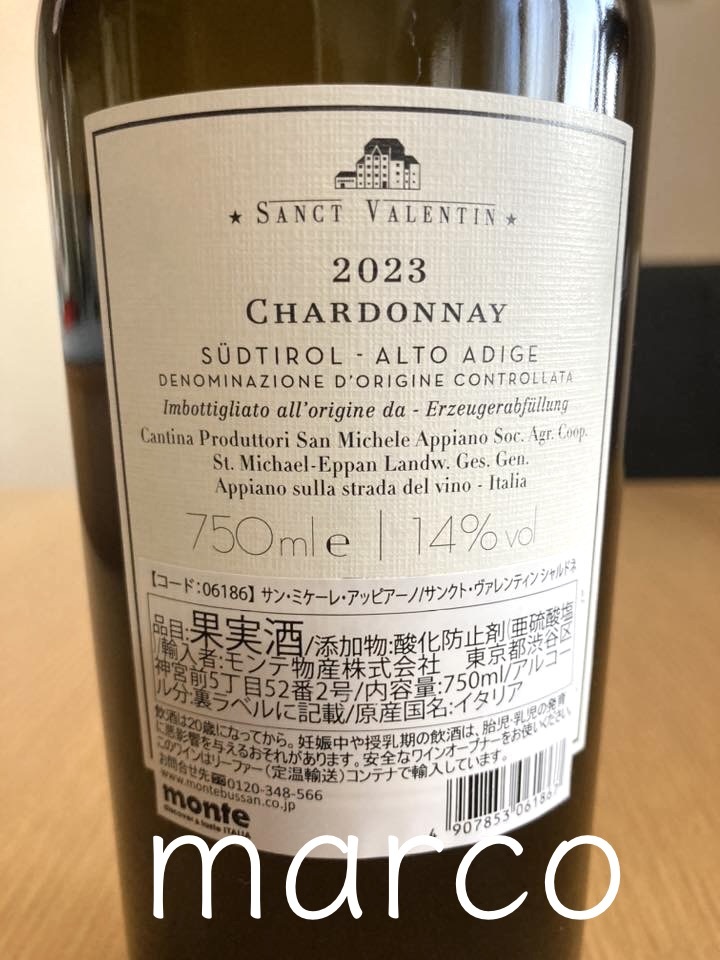 ★ SANCT VALENTIN ★
2023
CHARDONNAY
SÜDTIROL - ALTO ADIGE
DENOMINAZIONE D'ORIGINE CONTROLLATA
Imbottigliato all'origine da - Erzeugerabfüllung
Cantina Produttori San Michele Appiano Soc. Agr. Coop.
St. Michael-Eppan Landw. Ges. Gen.
Appiano sulla strada del vino - Italia
750ml e | 14% vol
【コード:06186】 サン・ミケーレ・アッピアーノ/サンクト・ヴァレンティン シャルドネ
品目:果実酒/添加物:酸化防止剤(亜硫酸塩)
/輸入者:モンテ物産株式会社 東京都渋谷区
神宮前5丁目52番2号/内容量:750ml/アルコー
ル分:裏ラベルに記載/原産国名:イタリア
飲酒は20歳になってから。妊娠中や授乳期の飲酒は、胎児・乳児の発育
に悪影響を与えるおそれがあります。安全なワインオープナーをお使い下さい。
このワインはリーファー(定温輸送)コンテナで輸入しています。
お問合せ先 0120-348-566
www.montebussan.co.jp
monte
discover & taste ITALIA
4 907853 061867
marco